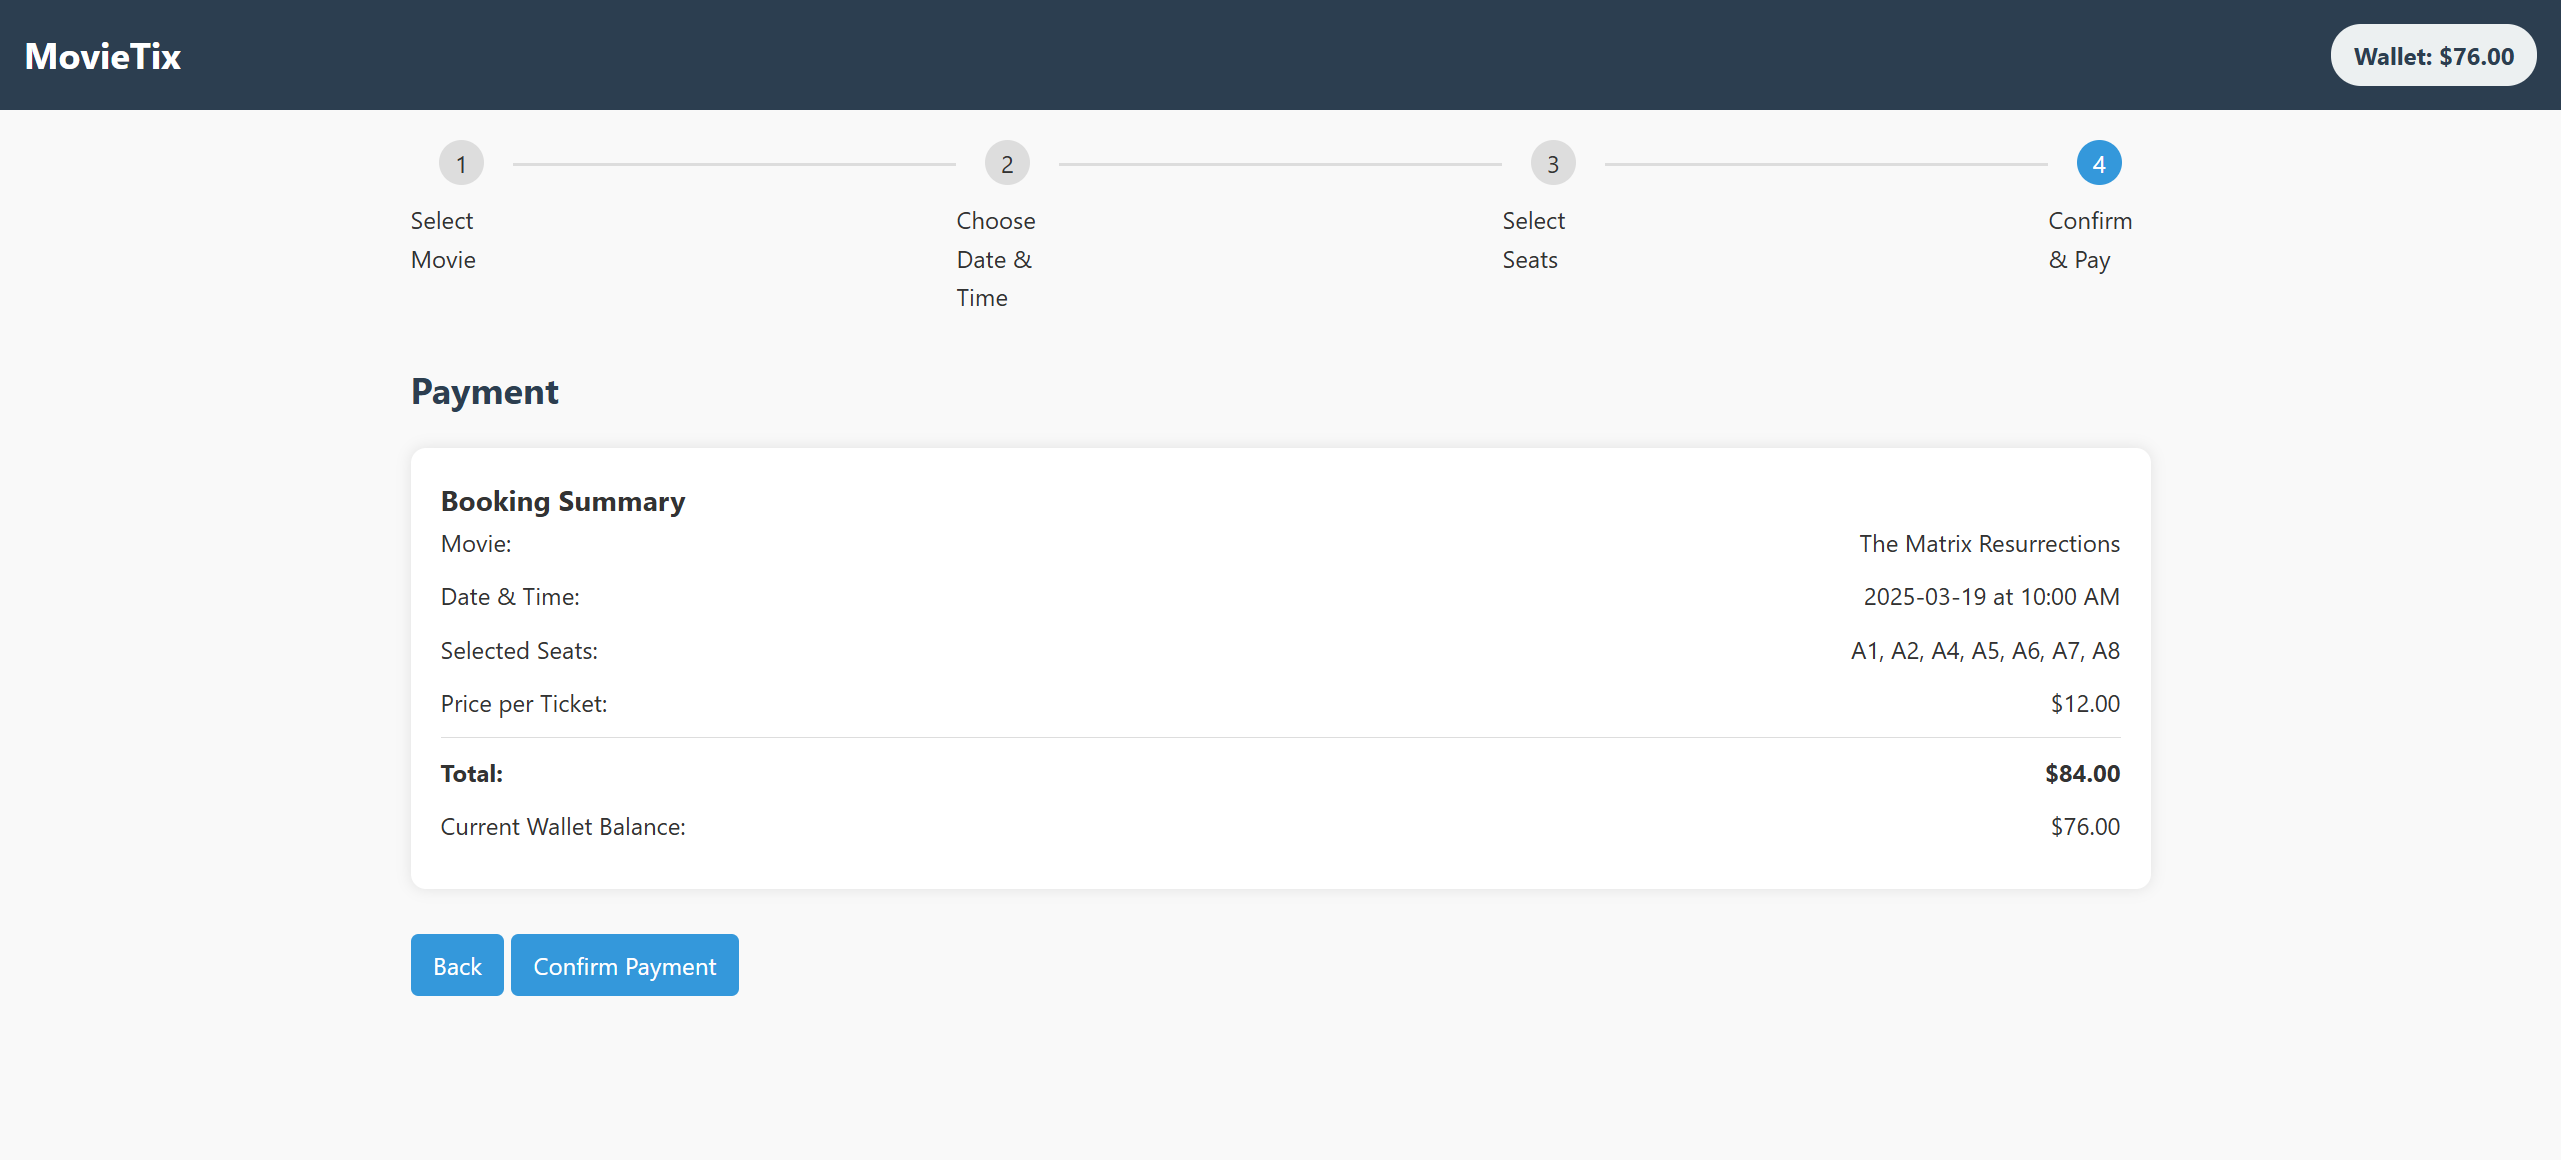 MovieTix
Wallet: $76.00
1
2
3
4
Select
Movie
Choose
Date &
Time
Select
Seats
Confirm
& Pay
Payment
Booking Summary
Movie: The Matrix Resurrections
Date & Time: 2025-03-19 at 10:00 AM
Selected Seats: A1, A2, A4, A5, A6, A7, A8
Price per Ticket: $12.00
Total: $84.00
Current Wallet Balance: $76.00
Back
Confirm Payment